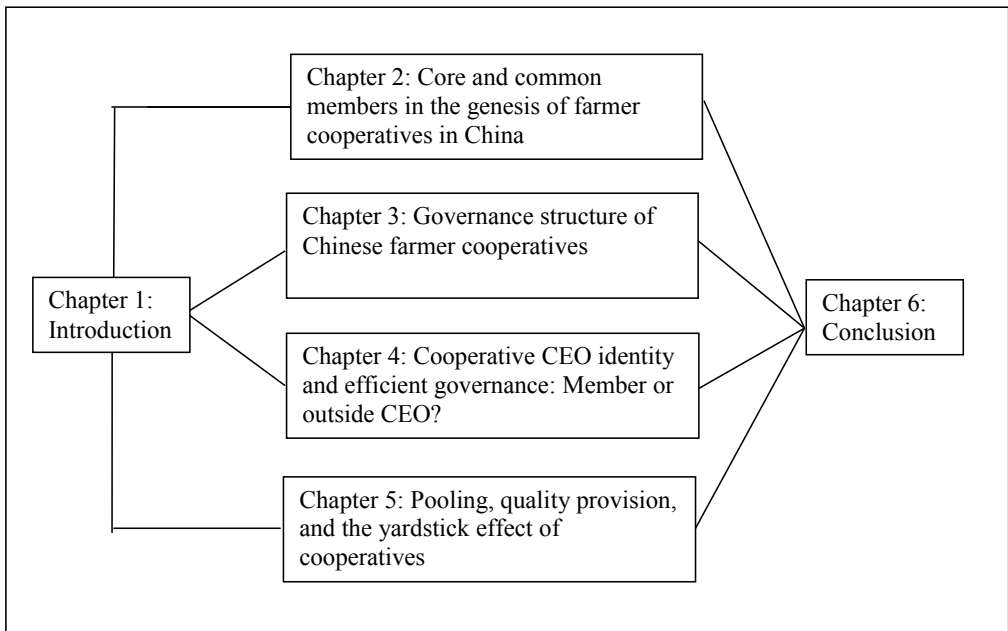 Chapter 1:
Introduction
Chapter 2: Core and common
members in the genesis of farmer
cooperatives in China
Chapter 3: Governance structure of
Chinese farmer cooperatives
Chapter 4: Cooperative CEO identity
and efficient governance: Member or
outside CEO?
Chapter 5: Pooling, quality provision,
and the yardstick effect of
cooperatives
Chapter 6:
Conclusion